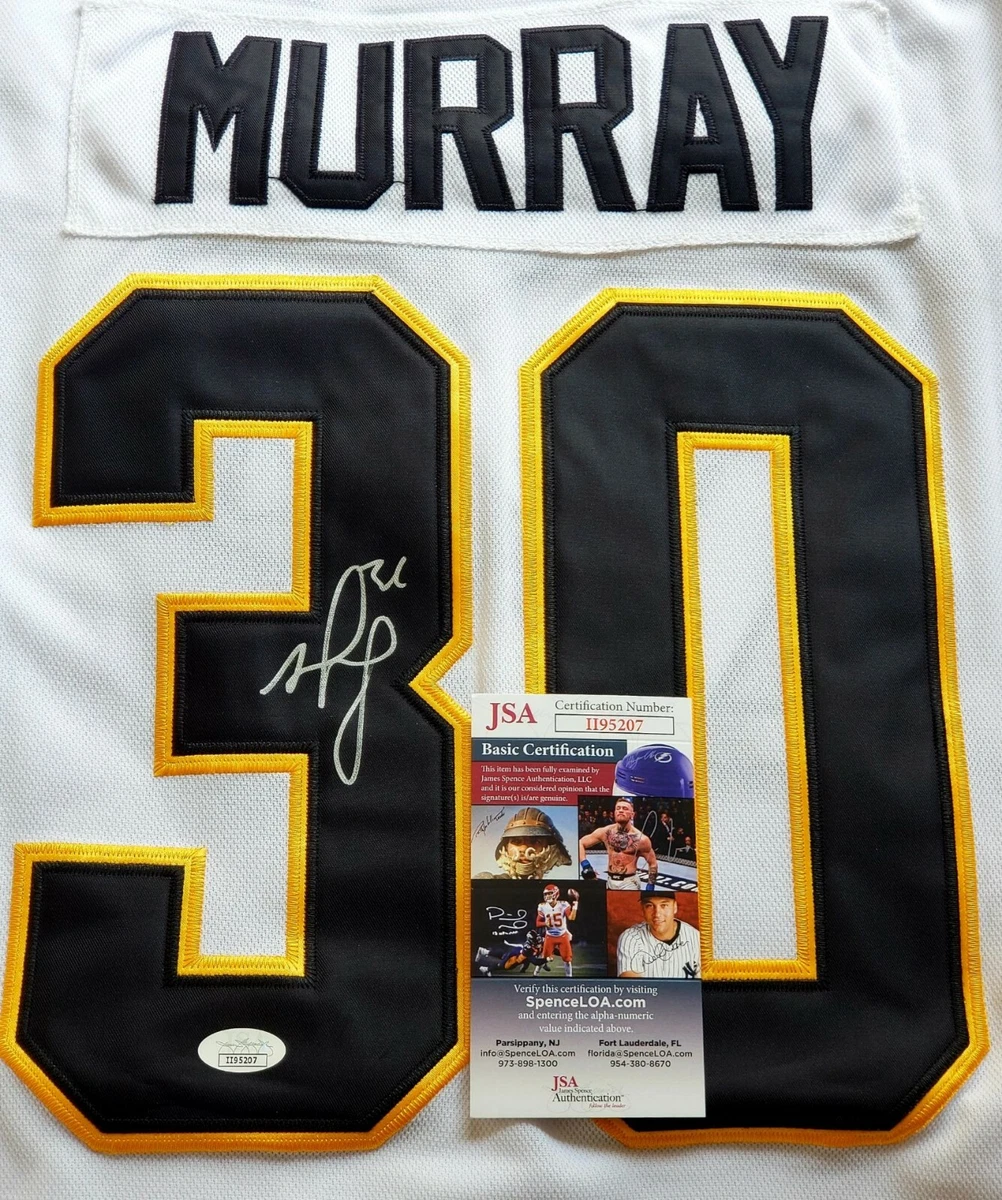 MURRAY
30
JSA
Certification Number:
II95207
Basic Certification
This item has been fully examined by
James Spence Authentication, LLC
and it is our considered opinion that the
signature(s) is/are genuine.
15
Verify this certification by visiting
SpenceLOA.com
and entering the alpha-numeric
value indicated above.
Parsippany, NJ
info@SpenceLOA.com
973-898-1300
Fort Lauderdale, FL
florida@SpenceLOA.com
954-380-8670
JSA
James Spence
Authentication
follow the leader
II95207